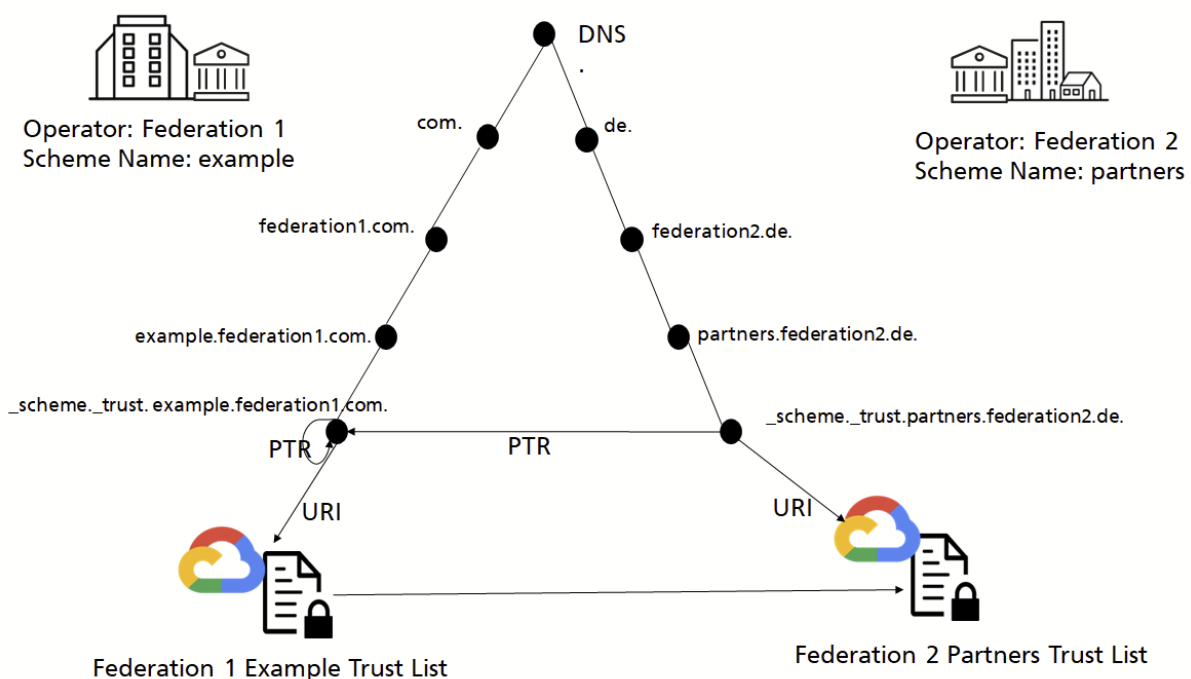 DNS
.
Operator: Federation 1
Scheme Name: example
Operator: Federation 2
Scheme Name: partners
com.
de.
federation1.com.
federation2.de.
example.federation1.com.
partners.federation2.de.
_scheme._trust. example.federation1.com.
_scheme._trust.partners.federation2.de.
PTR
PTR
URI
URI
Federation 1 Example Trust List
Federation 2 Partners Trust List